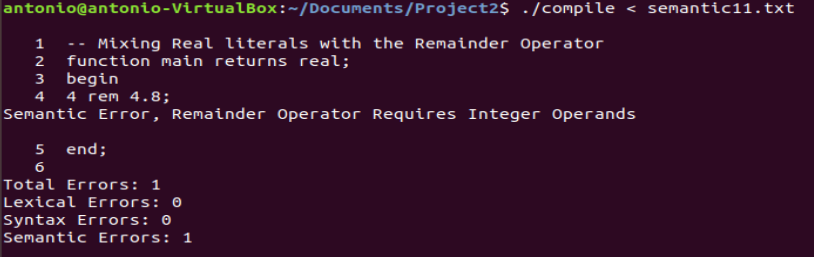 antonio@antonio-VirtualBox:~/Documents/Project2$ ./compile < semantic11.txt
1 -- Mixing Real literals with the Remainder Operator
2 function main returns real;
3 begin
4 4 rem 4.8;
Semantic Error, Remainder Operator Requires Integer Operands
5 end;
6
Total Errors: 1
Lexical Errors: 0
Syntax Errors: 0
Semantic Errors: 1